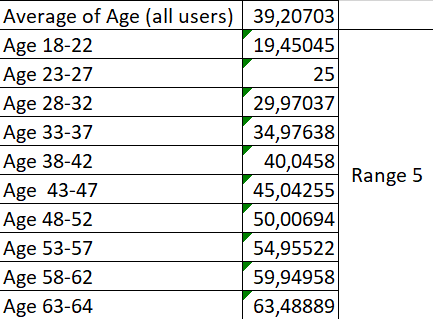 Average of Age (all users) 39,20703
Age 18-22 19,45045
Age 23-27 25
Age 28-32 29,97037
Age 33-37 34,97638
Age 38-42 40,0458
Age  43-47 45,04255
Age 48-52 50,00694
Age 53-57 54,95522
Age 58-62 59,94958
Age 63-64 63,48889
Range 5